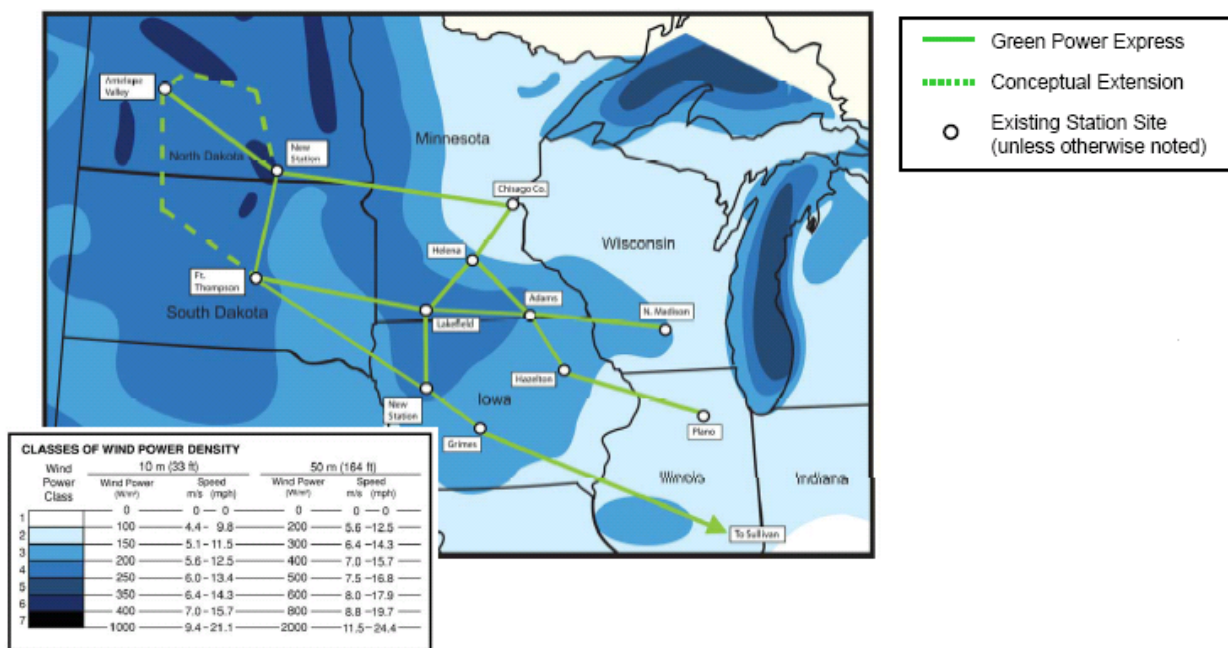 Green Power Express
Conceptual Extension
Existing Station Site
(unless otherwise noted)
Antelope
Valley
North Dakota
New
Station
Minnesota
Chisago Co.
Wisconsin
Helena
Ft.
Thompson
South Dakota
Adams
N. Madison
Lakefield
Hazelton
Iowa
New
Station
Grimes
Plano
Illinois
Indiana
To Sullivan
CLASSES OF WIND POWER DENSITY
Wind
Power
Class
10 m (33 ft) 50 m (164 ft)
Wind Power Speed Wind Power Speed
(W/m²) m/s (mph) (W/m²) m/s (mph)
0 0 0 0 0 0
1
100 4.4 - 9.8 200 5.6 - 12.5
2
150 5.1 - 11.5 300 6.4 - 14.3
3
200 5.6 - 12.5 400 7.0 - 15.7
4
250 6.0 - 13.4 500 7.5 - 16.8
5
350 6.4 - 14.3 600 8.0 - 17.9
6
400 7.0 - 15.7 800 8.8 - 19.7
7
1000 9.4 - 21.1 2000 11.5 - 24.4